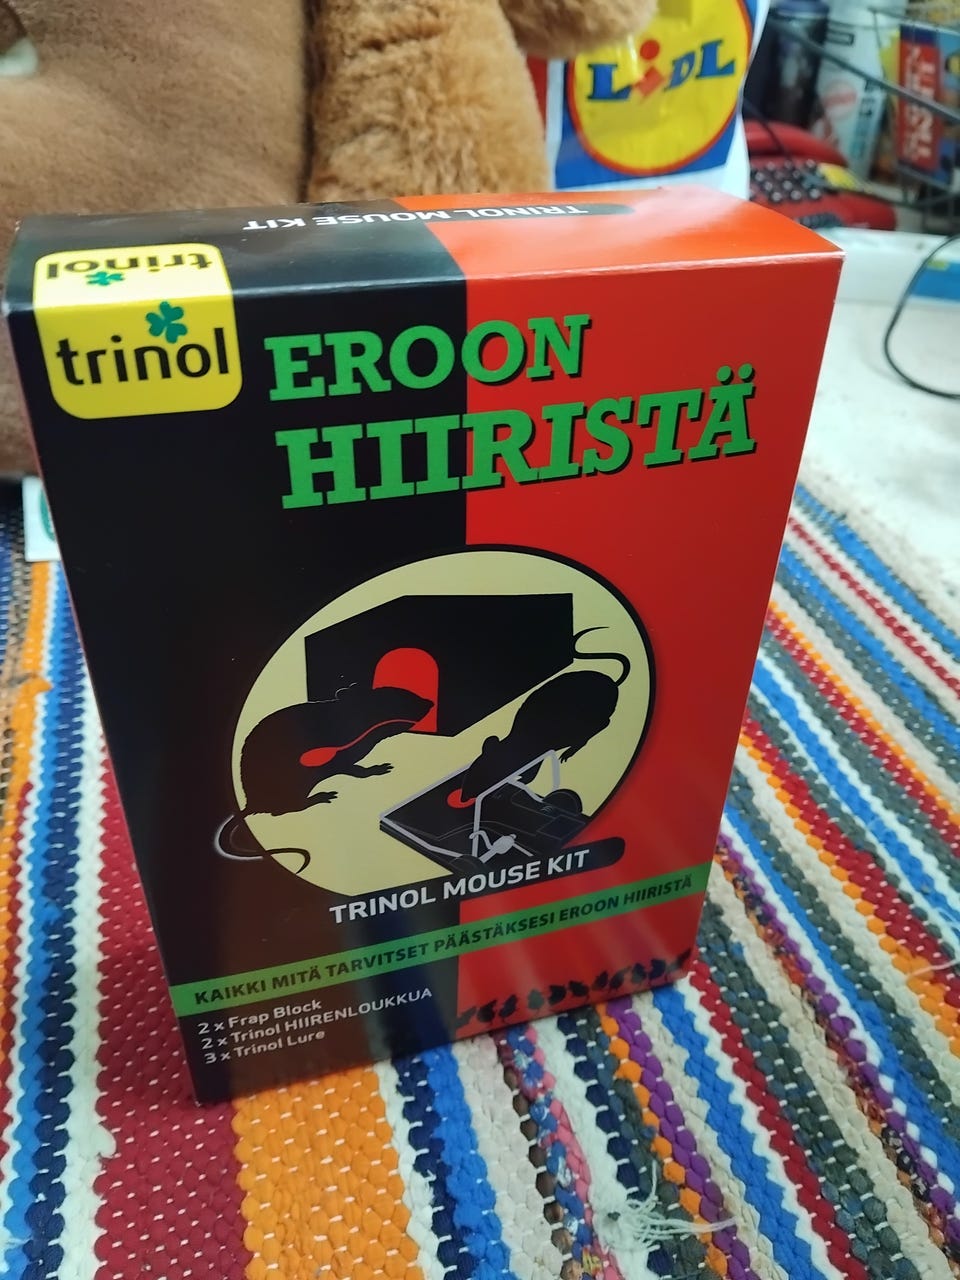 LIDL
TRINOL MOUSE KIT
trinol
trinol
EROON
HIIRISTÄ
TRINOL MOUSE KIT
KAIKKI MITÄ TARVITSET PÄÄSTÄKSESI EROON HIIRISTÄ
2 x Frap Block
2 x Trinol HIIRENLOUKKUA
3 x Trinol Lure